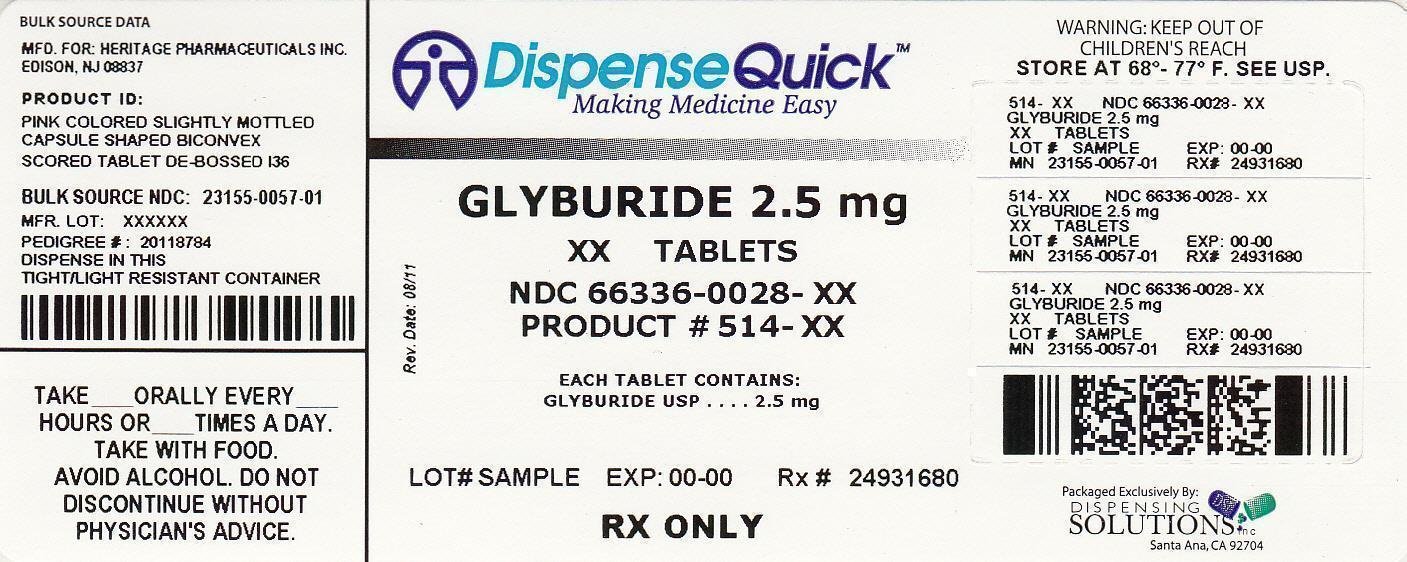 BULK SOURCE DATA
MFD. FOR: HERITAGE PHARMACEUTICALS INC.
EDISON, NJ 08837
PRODUCT ID:
PINK COLORED SLIGHTLY MOTTLED
CAPSULE SHAPED BICONVEX
SCORED TABLET DE-BOSSED I36
BULK SOURCE NDC: 23155-0057-01
MFR. LOT: XXXXXX
PEDIGREE #: 20118784
DISPENSE IN THIS
TIGHT/LIGHT RESISTANT CONTAINER
TAKE___ORALLY EVERY___
HOURS OR___TIMES A DAY.
TAKE WITH FOOD.
AVOID ALCOHOL. DO NOT
DISCONTINUE WITHOUT
PHYSICIAN'S ADVICE.
DispenseQuick™
Making Medicine Easy
GLYBURIDE 2.5 mg
XX TABLETS
NDC 66336-0028-XX
PRODUCT # 514-XX
Rev. Date: 08/11
EACH TABLET CONTAINS:
GLYBURIDE USP . . . . 2.5 mg
LOT# SAMPLE EXP: 00-00 Rx # 24931680
RX ONLY
WARNING: KEEP OUT OF
CHILDREN'S REACH
STORE AT 68°- 77° F. SEE USP.
514- XX NDC 66336-0028- XX
GLYBURIDE 2.5 mg
XX TABLETS
LOT # SAMPLE EXP: 00-00
MN 23155-0057-01 RX# 24931680
514- XX NDC 66336-0028- XX
GLYBURIDE 2.5 mg
XX TABLETS
LOT # SAMPLE EXP: 00-00
MN 23155-0057-01 RX# 24931680
514- XX NDC 66336-0028- XX
GLYBURIDE 2.5 mg
XX TABLETS
LOT # SAMPLE EXP: 00-00
MN 23155-0057-01 RX# 24931680
Packaged Exclusively By:
DISPENSING
SOLUTIONS inc
Santa Ana, CA 92704